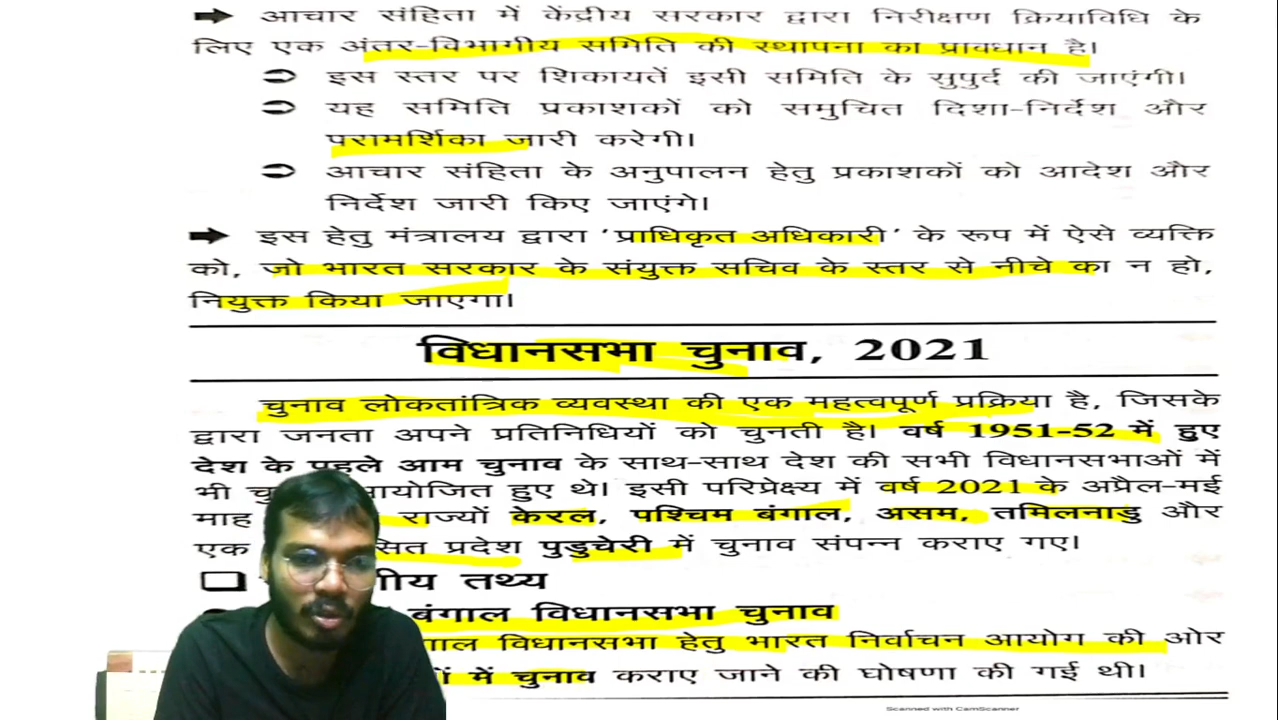 आचार संहिता में केंद्रीय सरकार द्वारा निरीक्षण क्रियाविधि के
लिए एक अंतर-विभागीय समिति की स्थापना का प्रावधान है।
इस स्तर पर शिकायतें इसी समिति के सुपुर्द की जाएंगी।
यह समिति प्रकाशकों को समुचित दिशा-निर्देश और
परामर्शिका जारी करेगी।
आचार संहिता के अनुपालन हेतु प्रकाशकों को आदेश और
निर्देश जारी किए जाएंगे।
इस हेतु मंत्रालय द्वारा 'प्राधिकृत अधिकारी' के रूप में ऐसे व्यक्ति
को, जो भारत सरकार के संयुक्त सचिव के स्तर से नीचे का न हो,
नियुक्त किया जाएगा।
विधानसभा चुनाव, 2021
चुनाव लोकतांत्रिक व्यवस्था की एक महत्वपूर्ण प्रक्रिया है, जिसके
द्वारा जनता अपने प्रतिनिधियों को चुनती है। वर्ष 1951-52 में हुए
देश के पहले आम चुनाव के साथ-साथ देश की सभी विधानसभाओं में
भी हुए थे। इसी परिप्रेक्ष्य में वर्ष 2021 के अप्रैल-मई
माह राज्यों केरल, पश्चिम बंगाल, असम, तमिलनाडु और
एक प्रदेश पुडुचेरी में चुनाव संपन्न कराए गए।
तथ्य
बंगाल विधानसभा चुनाव
विधानसभा हेतु भारत निर्वाचन आयोग की ओर
में चुनाव कराए जाने की घोषणा की गई थी।
Scanned with CamScanner